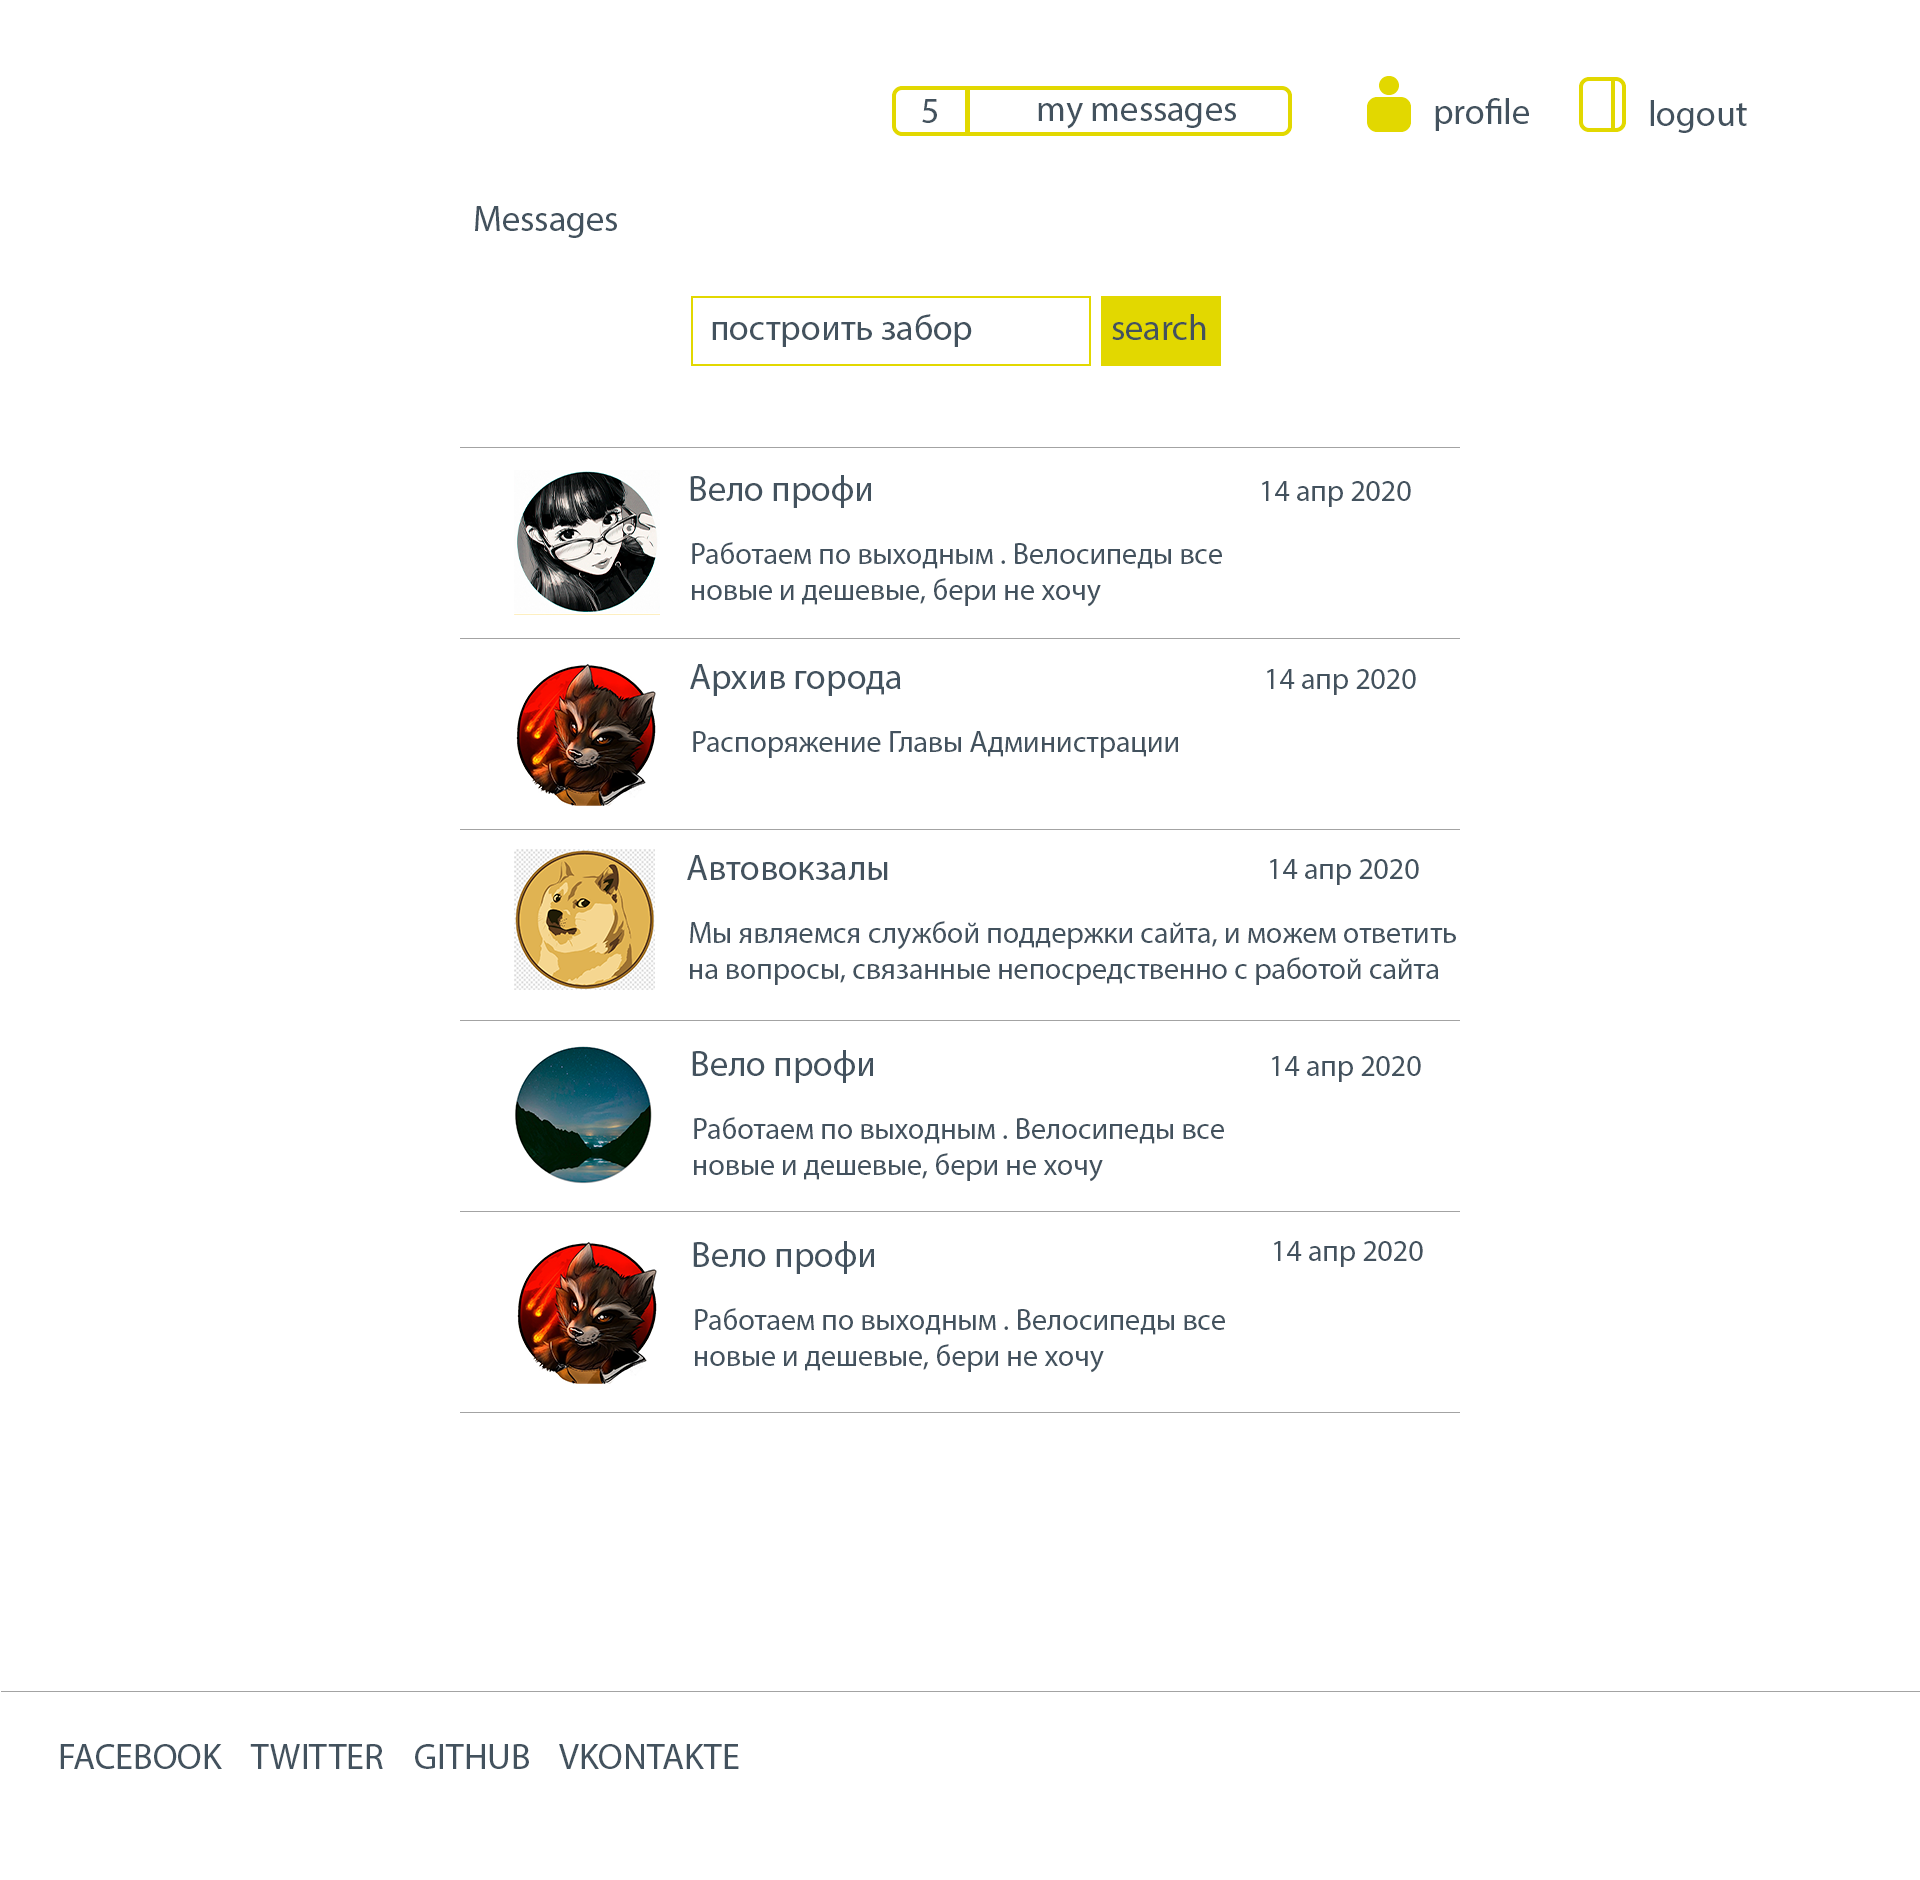 5 my messages profile logout
Messages
построить забор search
Вело профи 14 апр 2020
Работаем по выходным . Велосипеды все
новые и дешевые, бери не хочу
Архив города 14 апр 2020
Распоряжение Главы Администрации
Автовокзалы 14 апр 2020
Мы являемся службой поддержки сайта, и можем ответить
на вопросы, связанные непосредственно с работой сайта
Вело профи 14 апр 2020
Работаем по выходным . Велосипеды все
новые и дешевые, бери не хочу
Вело профи 14 апр 2020
Работаем по выходным . Велосипеды все
новые и дешевые, бери не хочу
FACEBOOK TWITTER GITHUB VKONTAKTE